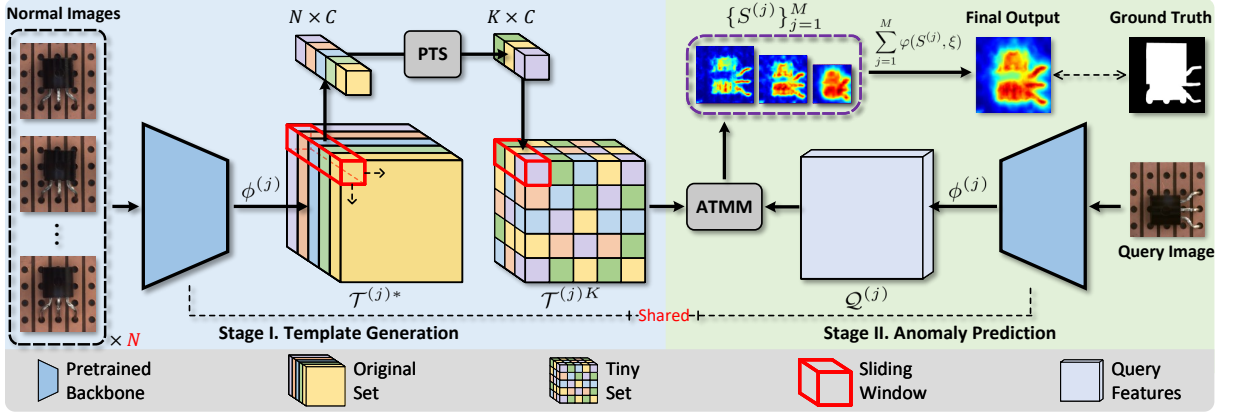 Normal Images
N × C
K × C
PTS
{S^{(j)}}_{j=1}^{M}
\sum_{j=1}^{M} φ(S^{(j)}, ξ)
Final Output
Ground Truth
ϕ^{(j)}
ATMM
ϕ^{(j)}
Query Image
T^{(j)*}
T^{(j)K}
Q^{(j)}
× N
Stage I. Template Generation
Shared
Stage II. Anomaly Prediction
Pretrained
Backbone
Original
Set
Tiny
Set
Sliding
Window
Query
Features